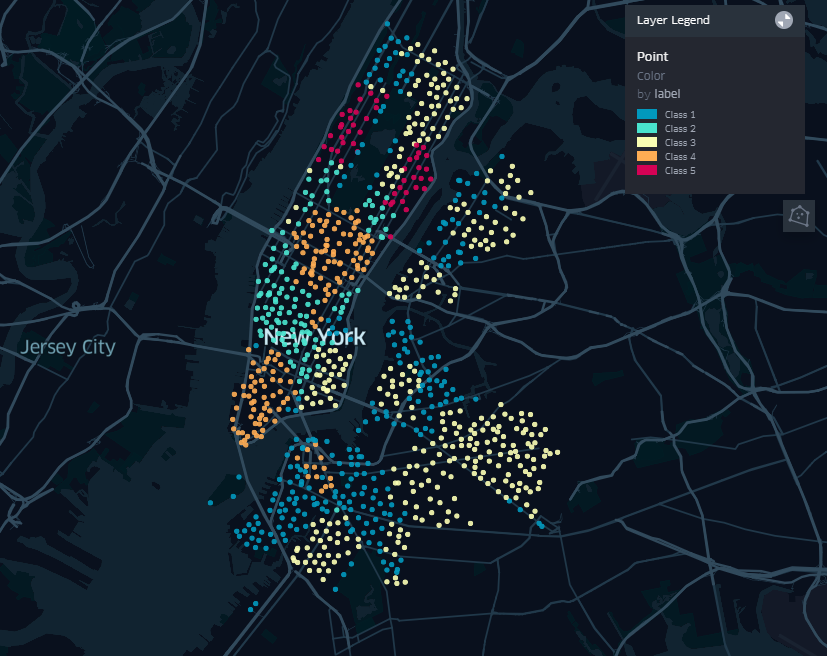 Layer Legend
Point
Color
by label
Class 1
Class 2
Class 3
Class 4
Class 5
New York
Jersey City